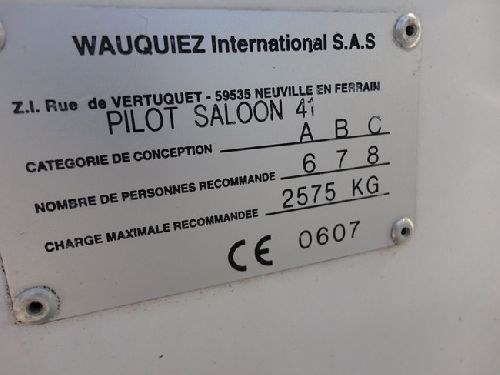 WAUQUIEZ International S.A.S
Z.I. Rue de VERTUQUET - 59535 NEUVILLE EN FERRAIN
PILOT SALOON 41
CATEGORIE DE CONCEPTION A B C
NOMBRE DE PERSONNES RECOMMANDE 6 7 8
CHARGE MAXIMALE RECOMMANDEE 2575 KG
CE 0607